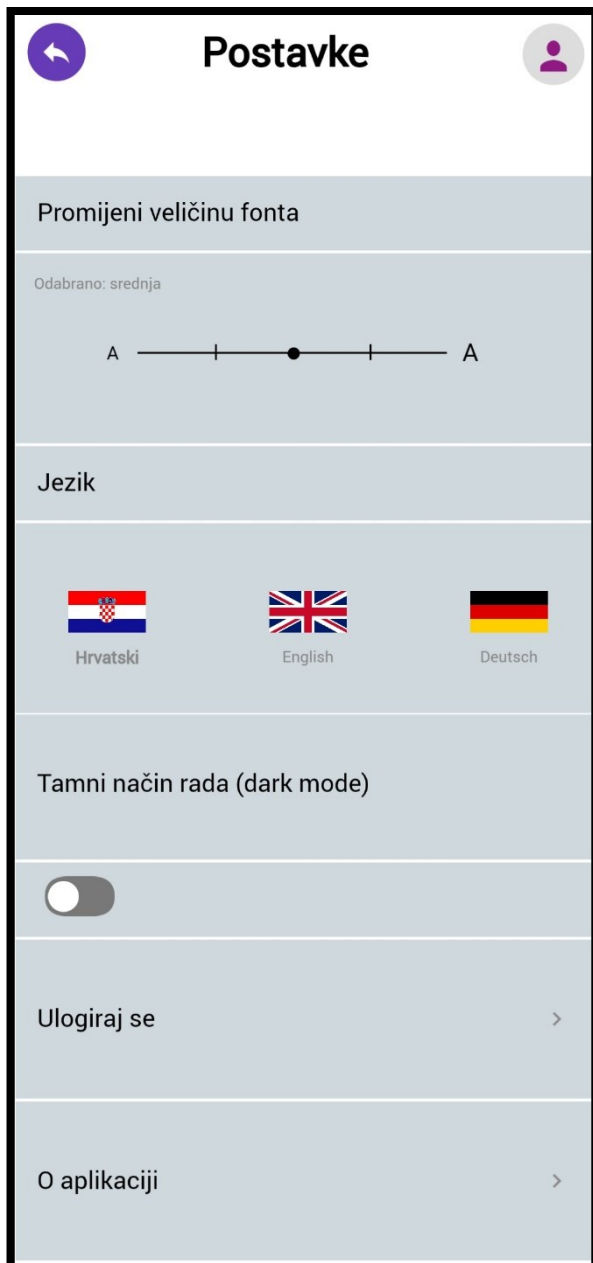 Postavke
Promijeni veličinu fonta
Odabrano: srednja
A A
Jezik
Hrvatski English Deutsch
Tamni način rada (dark mode)
Ulogiraj se
O aplikaciji